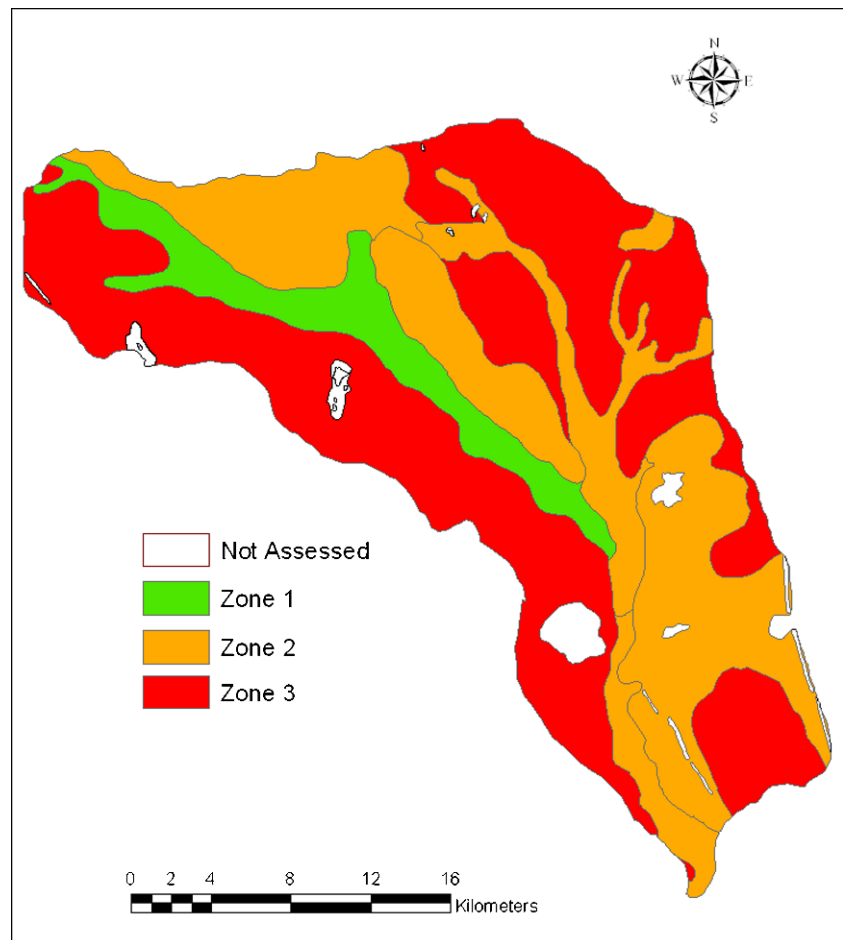 N
W E
S
Not Assessed
Zone 1
Zone 2
Zone 3
0 2 4 8 12 16
Kilometers